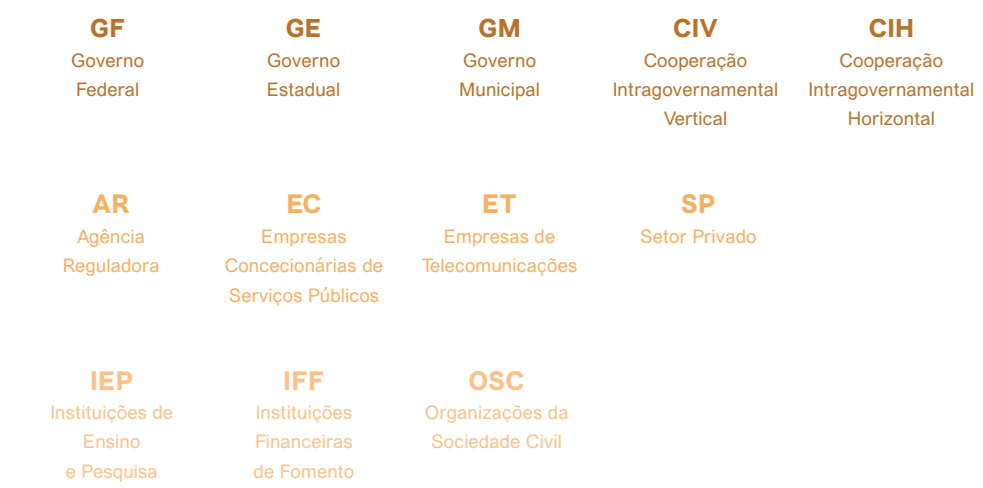 GF
Governo
Federal
GE
Governo
Estadual
GM
Governo
Municipal
CIV
Cooperação
Intragovernamental
Vertical
CIH
Cooperação
Intragovernamental
Horizontal
AR
Agência
Reguladora
EC
Empresas
Concecionárias de
Serviços Públicos
ET
Empresas de
Telecomunicações
SP
Setor Privado
IEP
Instituições de
Ensino
e Pesquisa
IFF
Instituições
Financeiras
de Fomento
OSC
Organizações da
Sociedade Civil